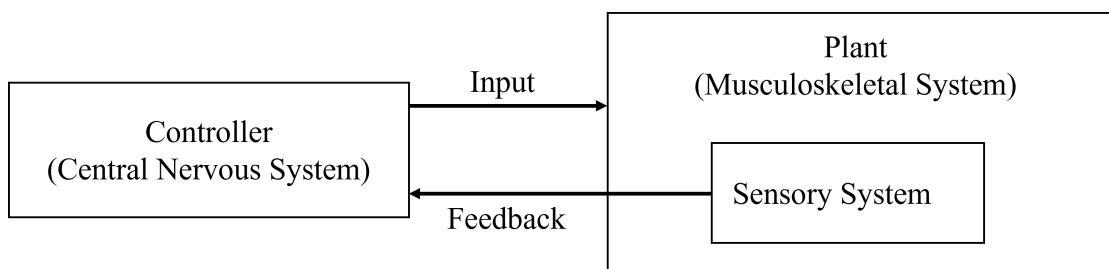 Plant
(Musculoskeletal System)
Input
Controller
(Central Nervous System)
Sensory System
Feedback